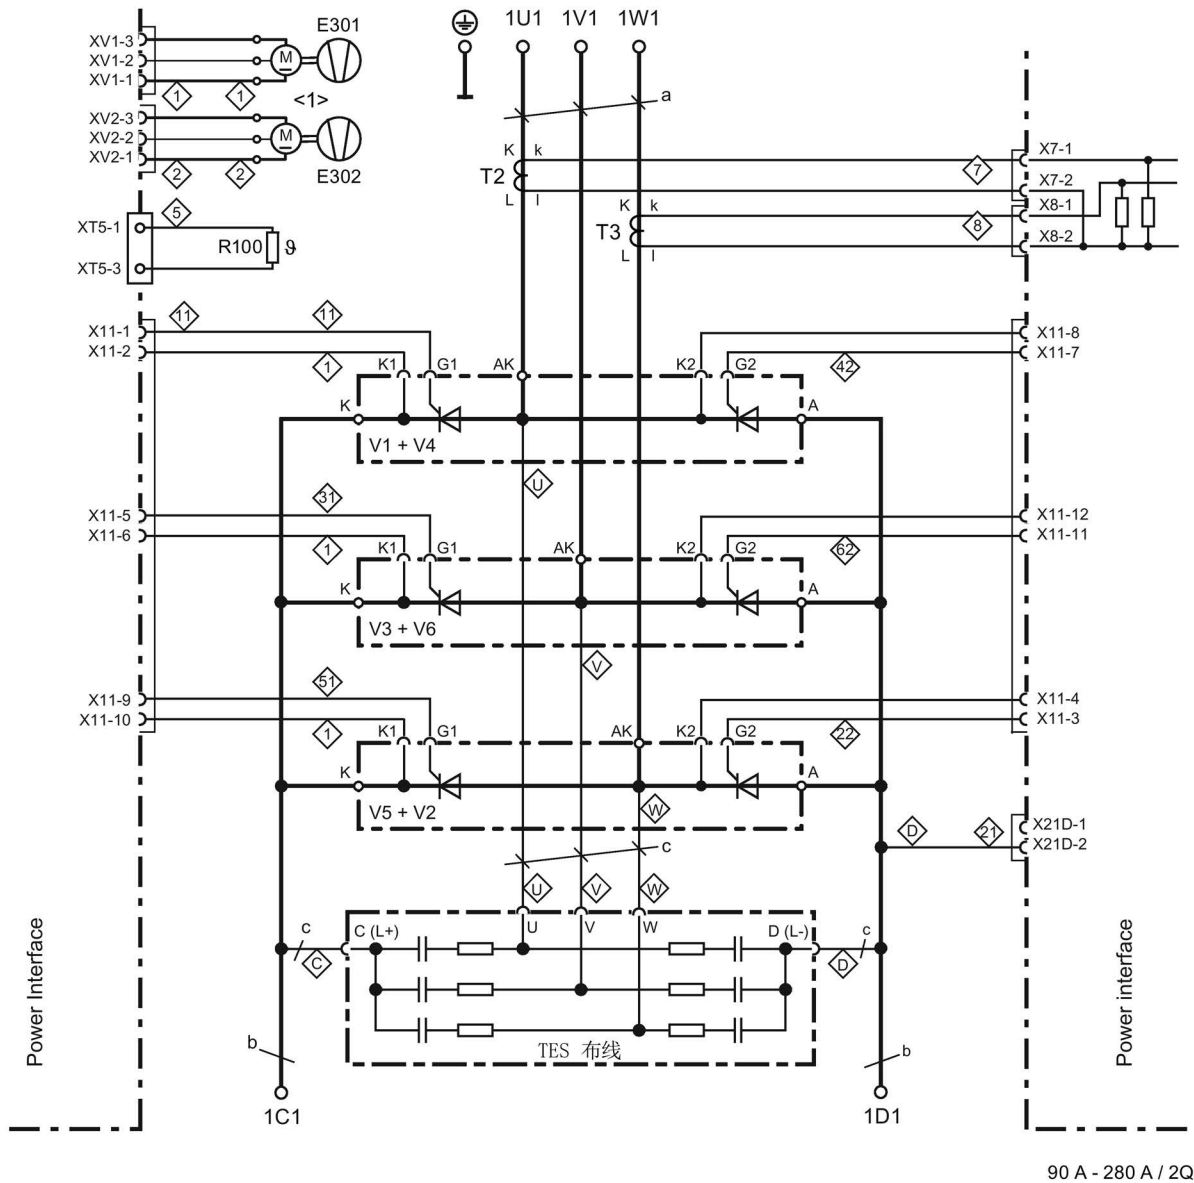 1U1 1V1 1W1
E301
XV1-3
XV1-2
XV1-1
M
1 1
<1>
a
XV2-3
XV2-2
XV2-1
M
2 2
E302
K k
T2
L l
7
X7-1
X7-2
K k
T3
L l
8
X8-1
X8-2
5
XT5-1
R100 ϑ
XT5-3
11 11
X11-1
X11-2
1
K1 G1 AK K2 G2
42
X11-8
X11-7
K A
V1 + V4
U
31
X11-5
X11-6
1
K1 G1 AK K2 G2
62
X11-12
X11-11
K A
V3 + V6
V
51
X11-9
X11-10
1
K1 G1 AK K2 G2
22
X11-4
X11-3
K A
V5 + V2
W
c
D 21
X21D-1
X21D-2
U V W
c C (L+) U V W D (L-) c
C D
TES 布线
b b
1C1 1D1
Power Interface
Power interface
90 A - 280 A / 2Q